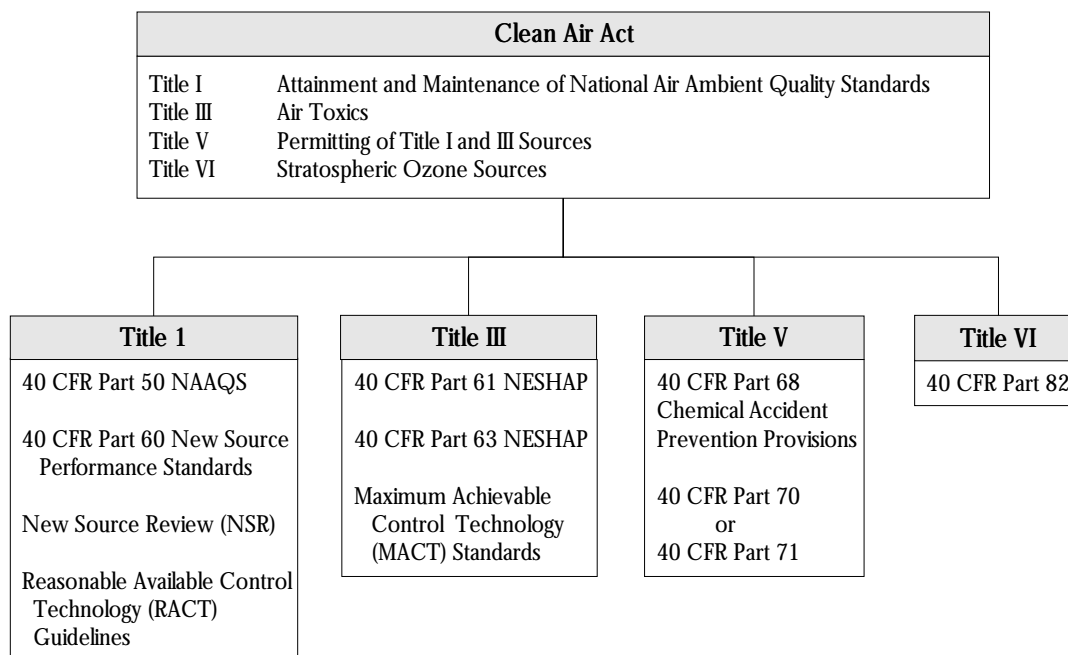 Clean Air Act
Title I Attainment and Maintenance of National Air Ambient Quality Standards
Title III Air Toxics
Title V Permitting of Title I and III Sources
Title VI Stratospheric Ozone Sources
Title 1
40 CFR Part 50 NAAQS
40 CFR Part 60 New Source
Performance Standards
New Source Review (NSR)
Reasonable Available Control
Technology (RACT)
Guidelines
Title III
40 CFR Part 61 NESHAP
40 CFR Part 63 NESHAP
Maximum Achievable
Control Technology
(MACT) Standards
Title V
40 CFR Part 68
Chemical Accident
Prevention Provisions
40 CFR Part 70
or
40 CFR Part 71
Title VI
40 CFR Part 82